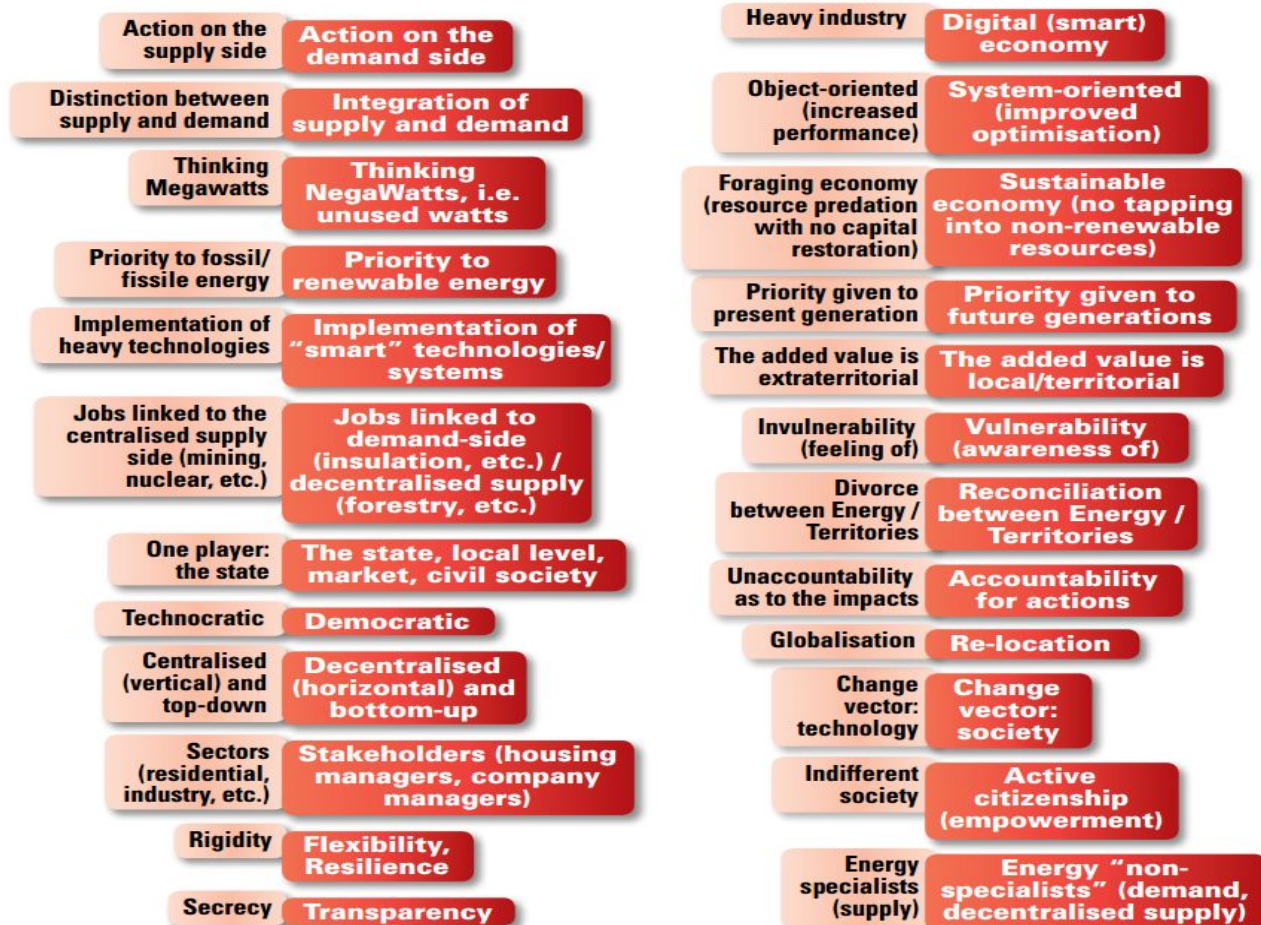 Action on the
supply side
Action on the
demand side
Distinction between
supply and demand
Integration of
supply and demand
Thinking
Megawatts
Thinking
NegaWatts, i.e.
unused watts
Priority to fossil/
fissile energy
Priority to
renewable energy
Implementation of
heavy technologies
Implementation of
“smart” technologies/
systems
Jobs linked to the
centralised supply
side (mining,
nuclear, etc.)
Jobs linked to
demand-side
(insulation, etc.) /
decentralised supply
(forestry, etc.)
One player:
the state
The state, local level,
market, civil society
Technocratic
Democratic
Centralised
(vertical) and
top-down
Decentralised
(horizontal) and
bottom-up
Sectors
(residential,
industry, etc.)
Stakeholders (housing
managers, company
managers)
Rigidity
Flexibility,
Resilience
Secrecy
Transparency
Heavy industry
Digital (smart)
economy
Object-oriented
(increased
performance)
System-oriented
(improved
optimisation)
Foraging economy
(resource predation
with no capital
restoration)
Sustainable
economy (no tapping
into non-renewable
resources)
Priority given to
present generation
Priority given to
future generations
The added value is
extraterritorial
The added value is
local/territorial
Invulnerability
(feeling of)
Vulnerability
(awareness of)
Divorce
between Energy /
Territories
Reconciliation
between Energy /
Territories
Unaccountability
as to the impacts
Accountability
for actions
Globalisation
Re-location
Change
vector:
technology
Change
vector:
society
Indifferent
society
Active
citizenship
(empowerment)
Energy
specialists
(supply)
Energy “non-
specialists” (demand,
decentralised supply)